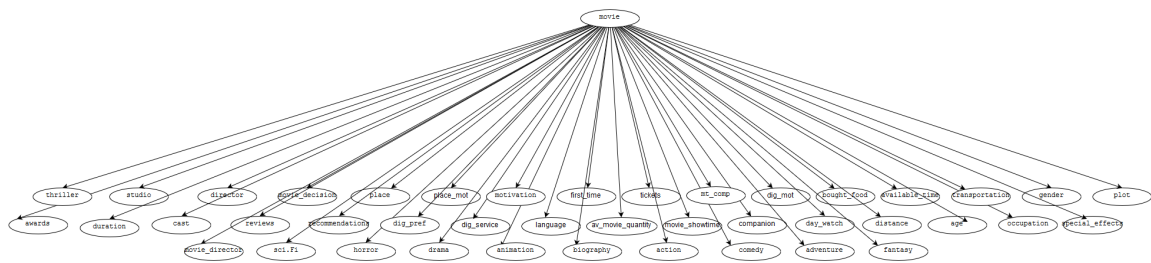 movie
thriller studio director movie_decision place place_mot motivation first_time tickets mt_comp dig_mot bought_food available_time transportation gender plot
awards duration cast reviews recommendations dig_pref dig_service language av_movie_quantity movie_showtime companion day_watch distance age occupation special_effects
movie_director sci.Fi horror drama animation biography action comedy adventure fantasy